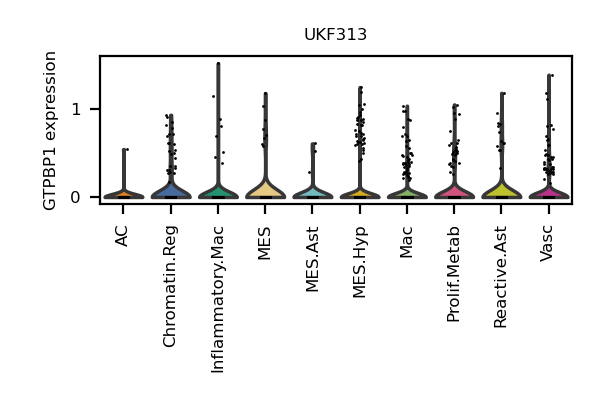 UKF313
GTPBP1 expression
1
0
AC
Chromatin.Reg
Inflammatory.Mac
MES
MES.Ast
MES.Hyp
Mac
Prolif.Metab
Reactive.Ast
Vasc